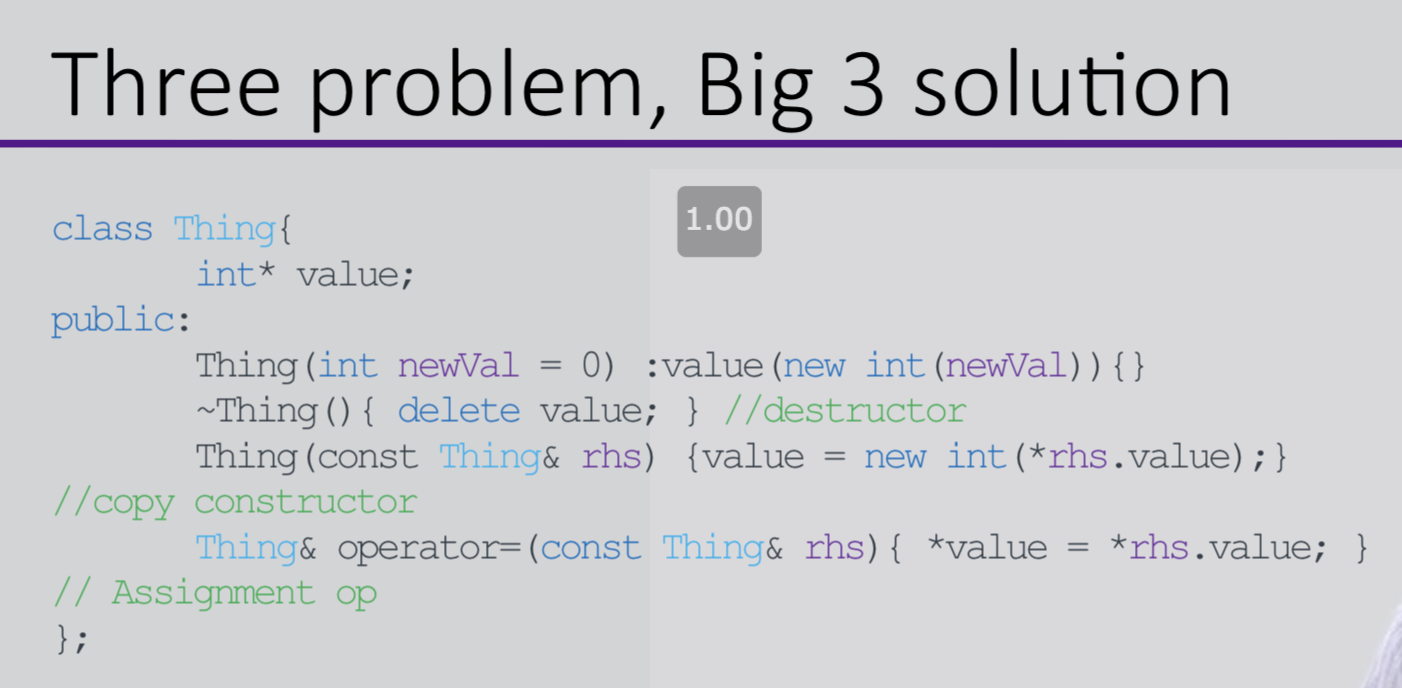 Three problem, Big 3 solution
1.00
class Thing{
int* value;
public:
Thing(int newVal = 0) :value(new int(newVal)){}
~Thing(){ delete value; } //destructor
Thing(const Thing& rhs) {value = new int(*rhs.value);}
//copy constructor
Thing& operator=(const Thing& rhs){ *value = *rhs.value; }
// Assignment op
};